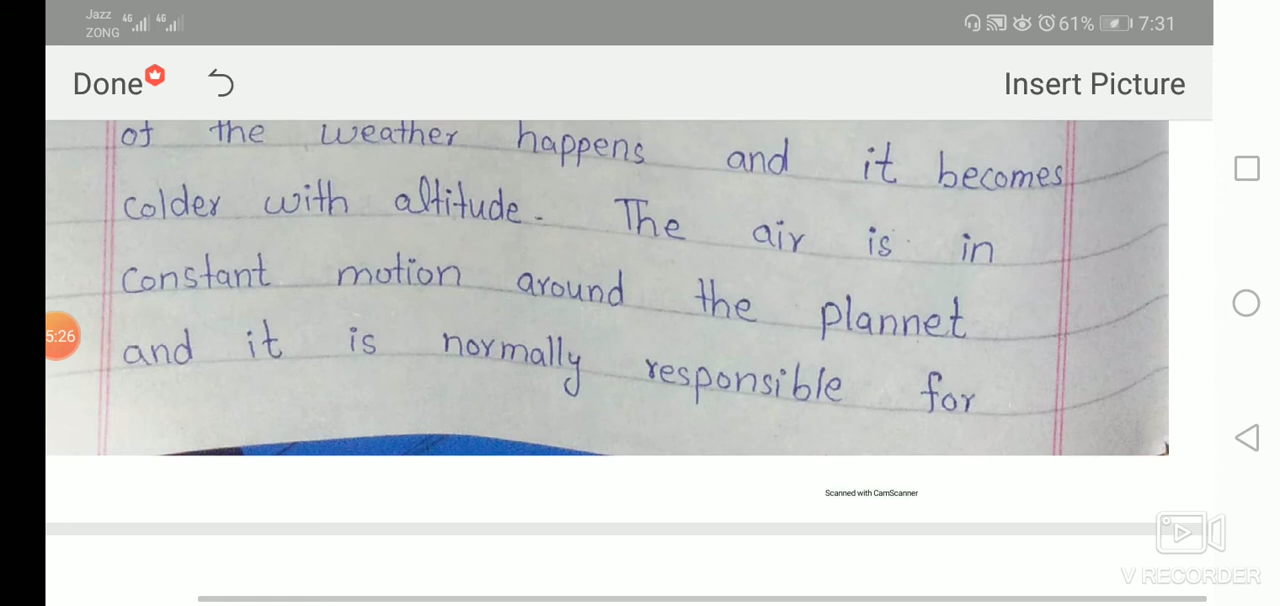 Jazz 4G 4G 61% 7:31
ZONG
Done Insert Picture
of the weather happens and it becomes
colder with altitude. The air is in
constant motion around the plannet
5:26
and it is normally responsible for
Scanned with CamScanner
V RECORDER